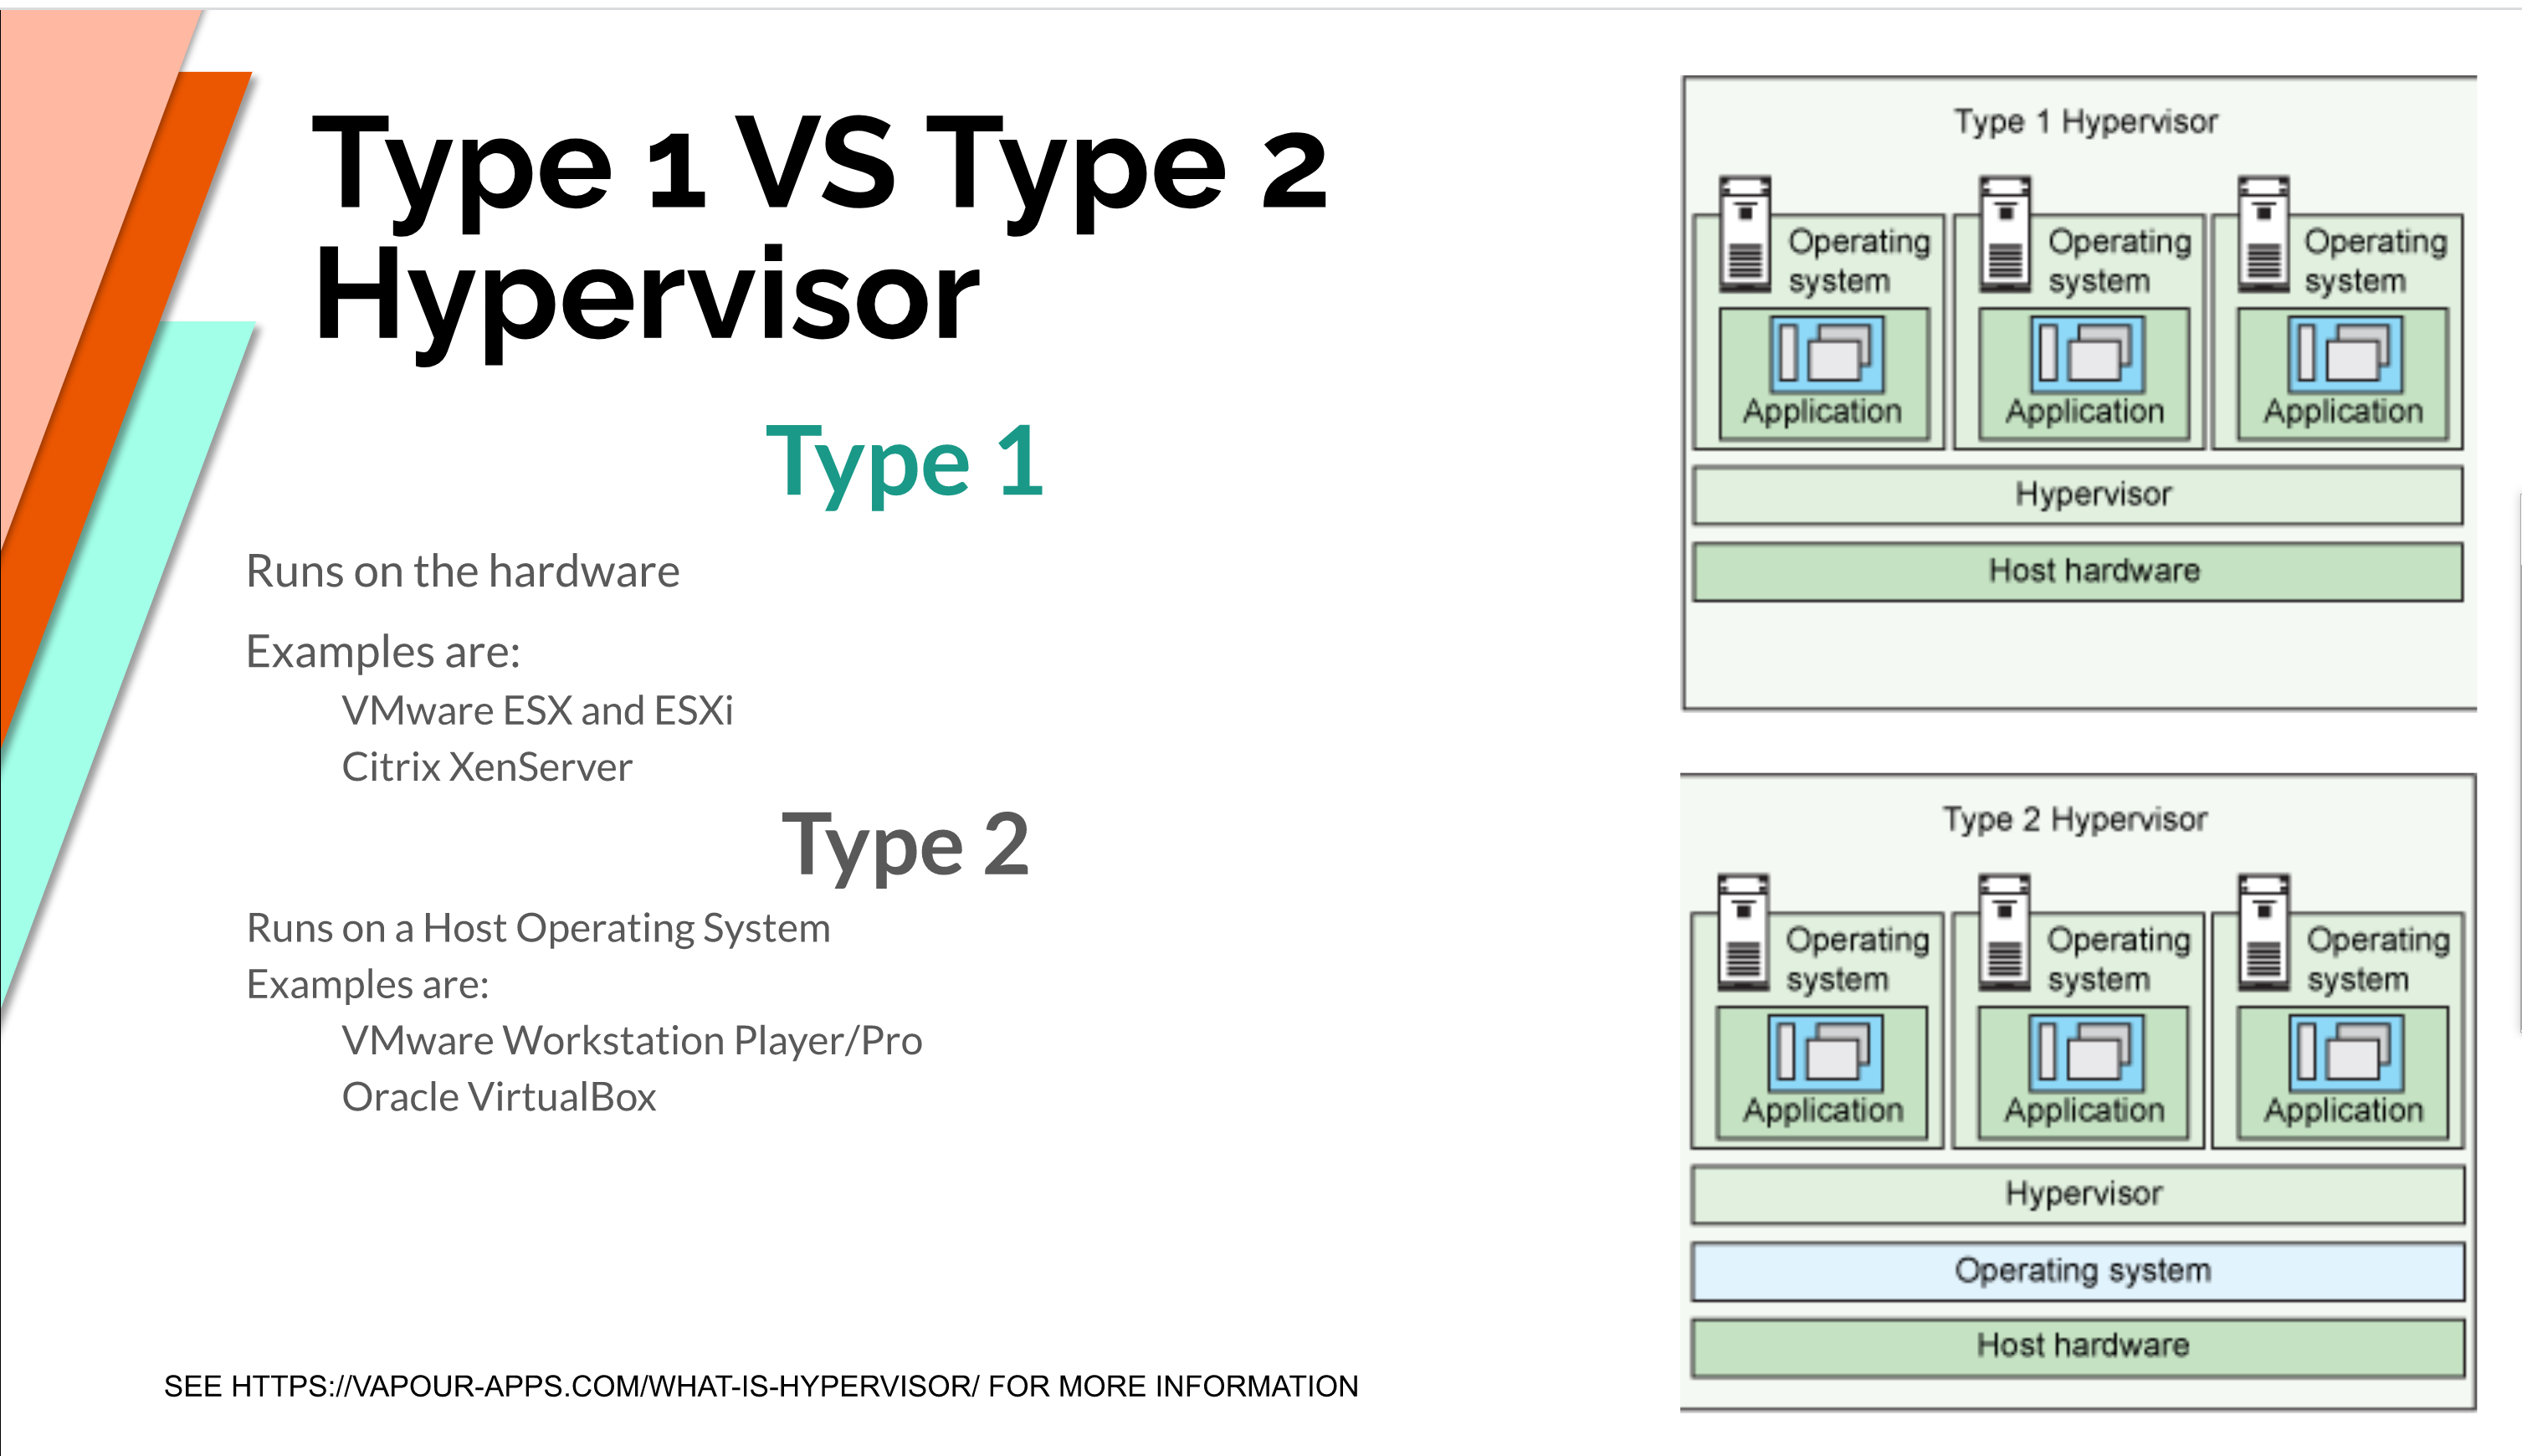 Type 1 VS Type 2
Hypervisor
Type 1
Runs on the hardware
Examples are:
VMware ESX and ESXi
Citrix XenServer
Type 2
Runs on a Host Operating System
Examples are:
VMware Workstation Player/Pro
Oracle VirtualBox
SEE HTTPS://VAPOUR-APPS.COM/WHAT-IS-HYPERVISOR/ FOR MORE INFORMATION
Type 1 Hypervisor
Operating
system
Application
Operating
system
Application
Operating
system
Application
Hypervisor
Host hardware
Type 2 Hypervisor
Operating
system
Application
Operating
system
Application
Operating
system
Application
Hypervisor
Operating system
Host hardware